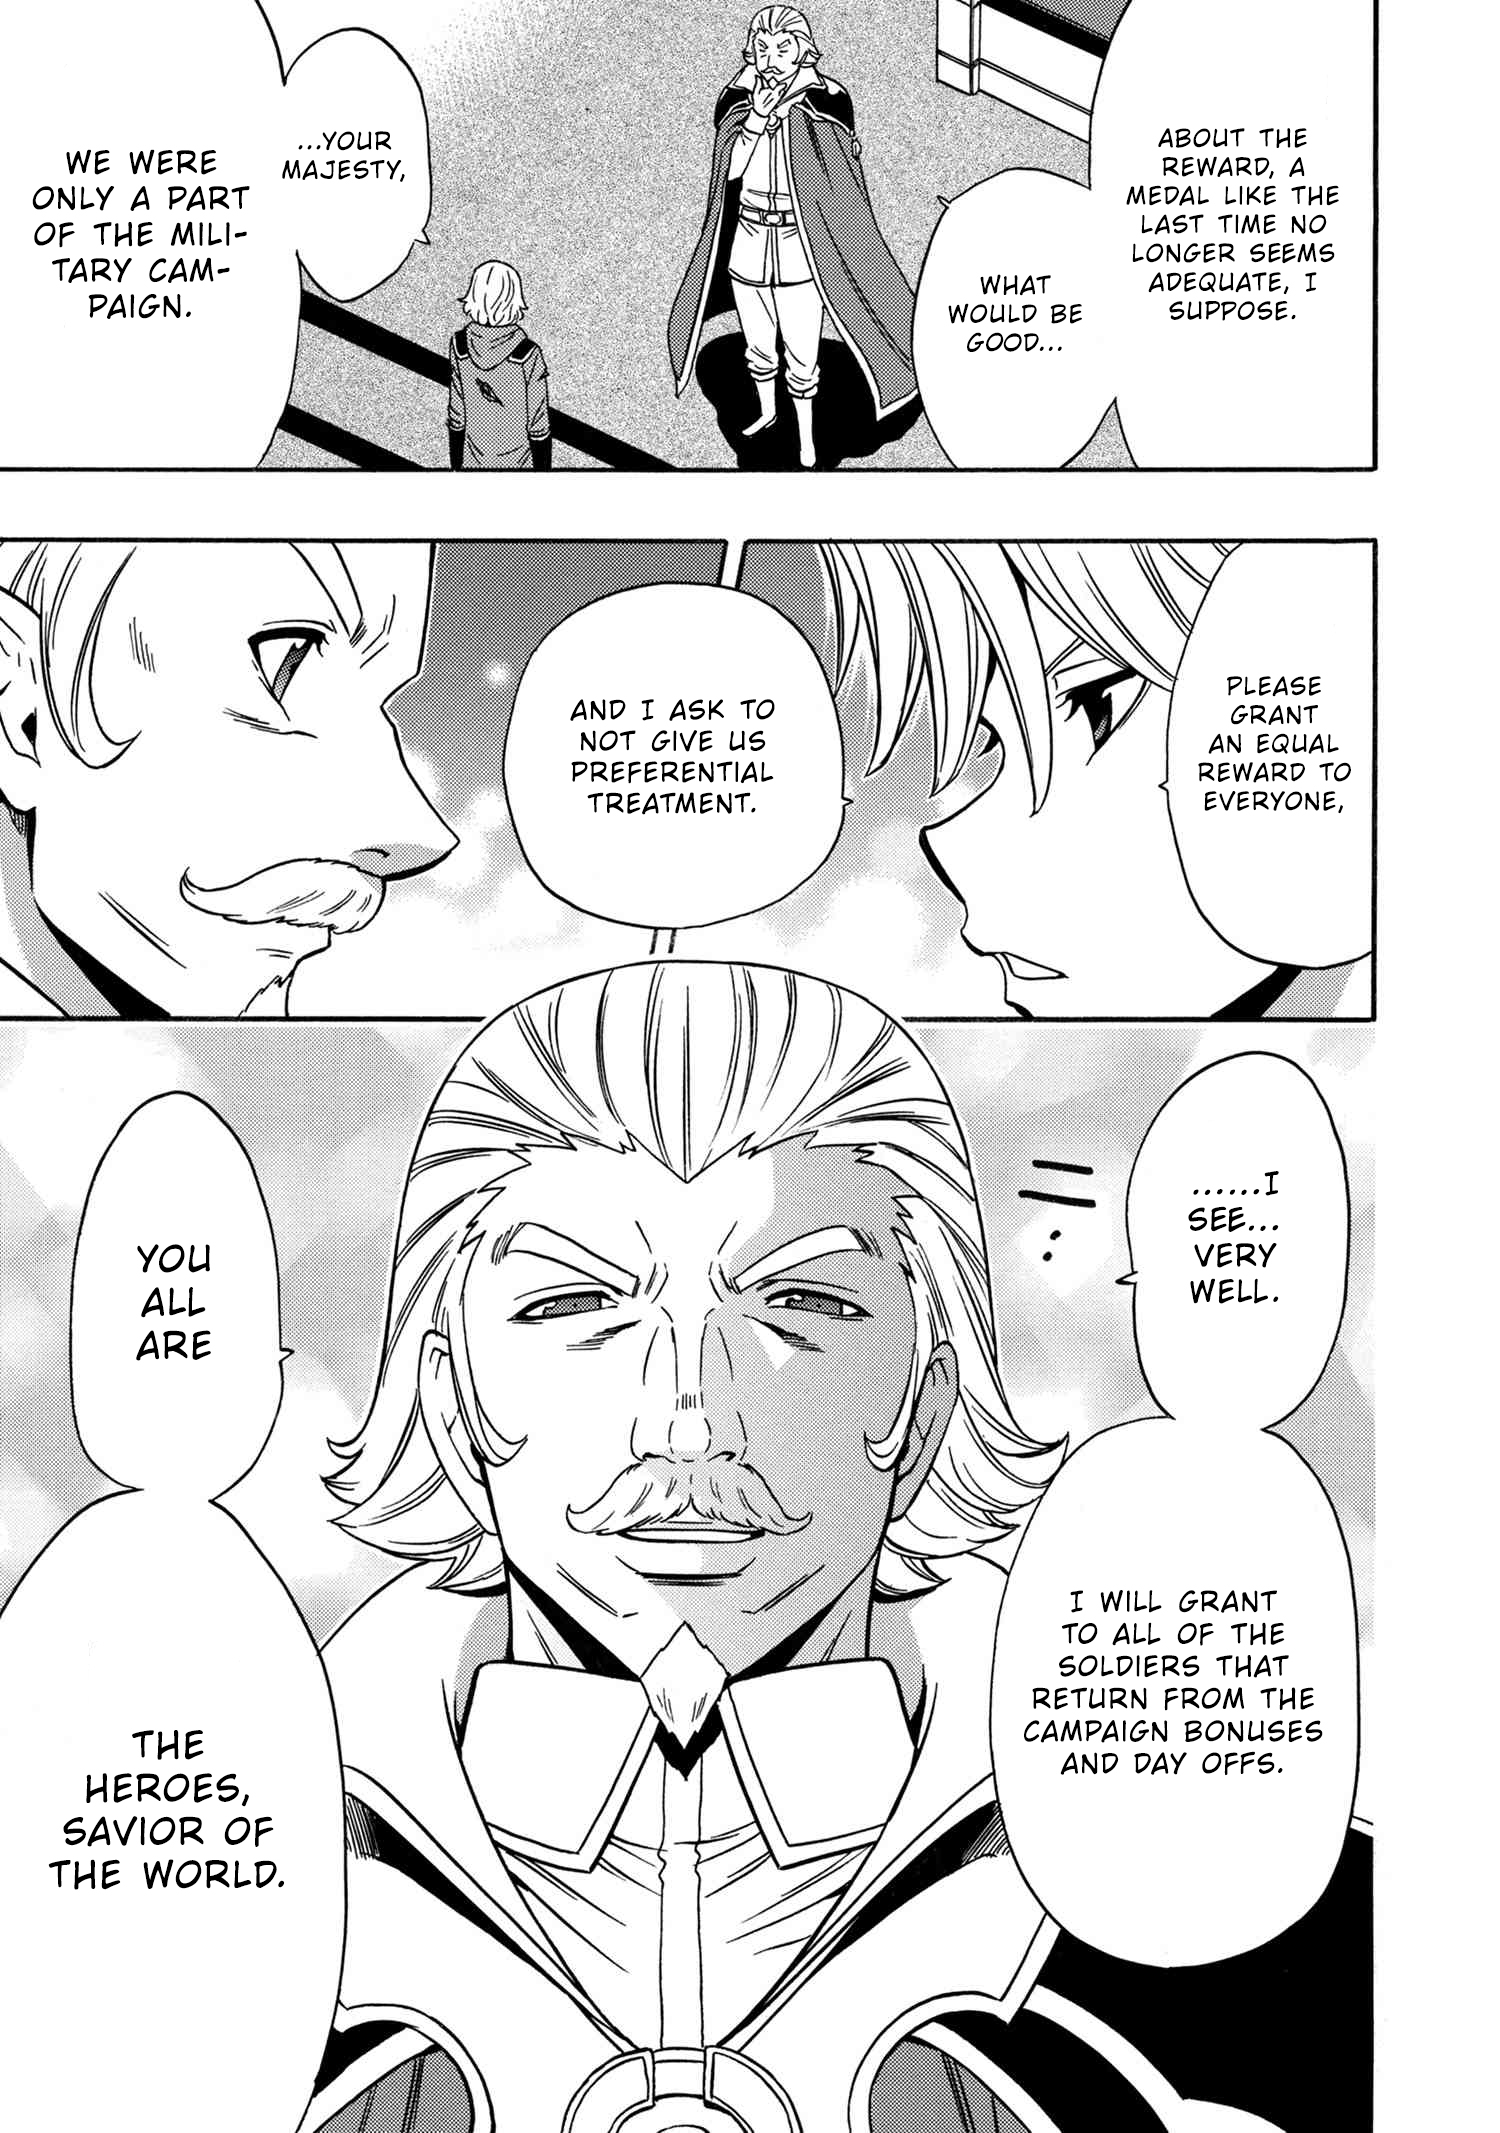 ABOUT THE
REWARD, A
MEDAL LIKE THE
LAST TIME NO
LONGER SEEMS
ADEQUATE, I
SUPPOSE.
WHAT
WOULD BE
GOOD...
...YOUR
MAJESTY,
WE WERE
ONLY A PART
OF THE MILI-
TARY CAM-
PAIGN.
PLEASE
GRANT
AN EQUAL
REWARD TO
EVERYONE,
AND I ASK TO
NOT GIVE US
PREFERENTIAL
TREATMENT.
......I
SEE...
VERY
WELL.
I WILL GRANT
TO ALL OF THE
SOLDIERS THAT
RETURN FROM THE
CAMPAIGN BONUSES
AND DAY OFFS.
YOU
ALL
ARE
THE
HEROES,
SAVIOR OF
THE WORLD.